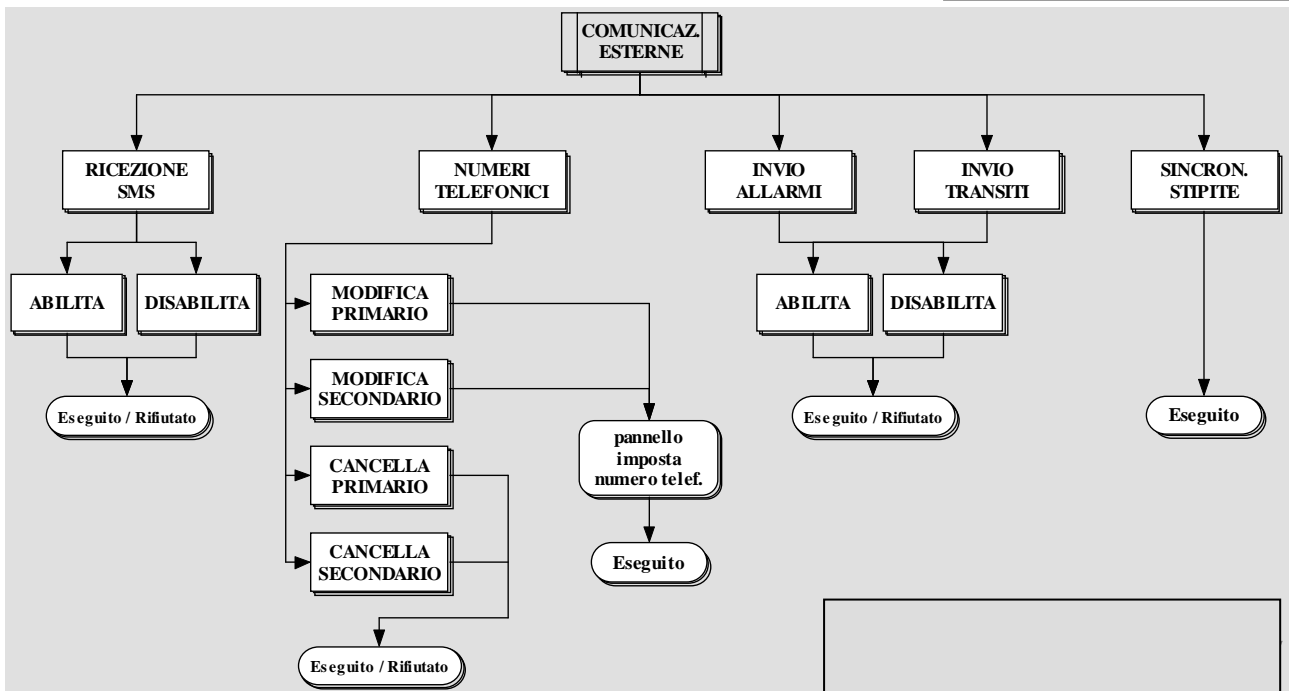 COMUNICAZ.
ESTERNE
RICEZIONE
SMS
NUMERI
TELEFONICI
INVIO
ALLARMI
INVIO
TRANSITI
SINCRON.
STIPITE
ABILITA
DISABILITA
MODIFICA
PRIMARIO
ABILITA
DISABILITA
MODIFICA
SECONDARIO
Eseguito / Rifiutato
Eseguito / Rifiutato
Eseguito
pannello
imposta
numero telef.
CANCELLA
PRIMARIO
CANCELLA
SECONDARIO
Eseguito
Eseguito / Rifiutato